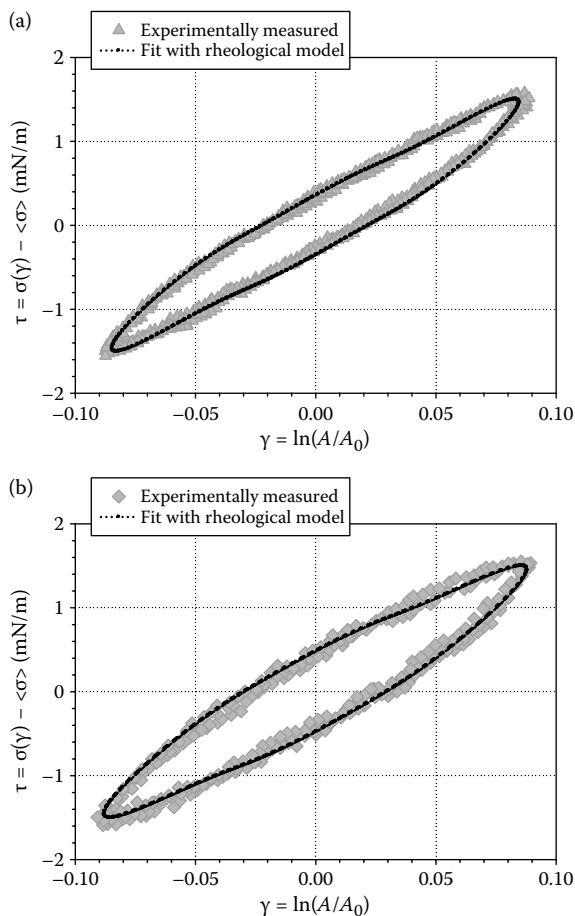 (a)
Experimentally measured
Fit with rheological model
2
1
0
−1
−2
τ = σ(γ) − <σ> (mN/m)
−0.10
−0.05
0.00
0.05
0.10
γ = ln(A/A₀)
(b)
Experimentally measured
Fit with rheological model
2
1
0
−1
−2
τ = σ(γ) − <σ> (mN/m)
−0.10
−0.05
0.00
0.05
0.10
γ = ln(A/A₀)